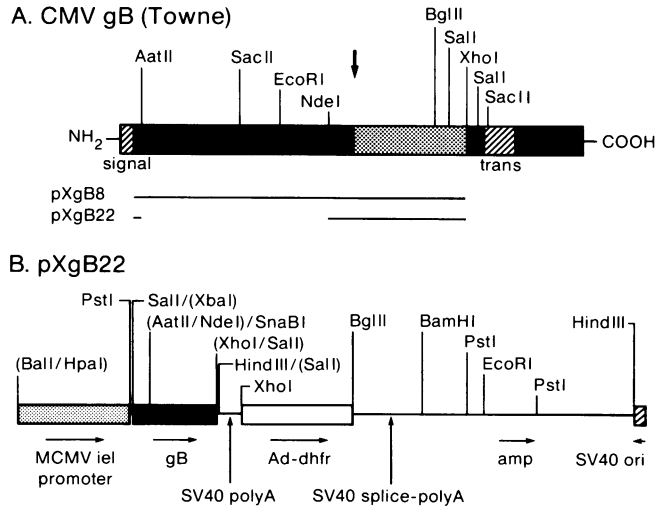 A. CMV gB (Towne)
BglII
SalI
AatII SacII XhoI
EcoRI SalI
NdeI SacII
NH2 COOH
signal trans
pXgB8
pXgB22
B. pXgB22
PstI SalI/(XbaI)
(AatII/NdeI)/SnaBI BglII BamHI HindIII
(XhoI/SalI) PstI
(BalI/HpaI) HindIII/(SalI) EcoRI
XhoI PstI
MCMV ieI gB Ad-dhfr amp SV40 ori
promoter
SV40 polyA SV40 splice-polyA